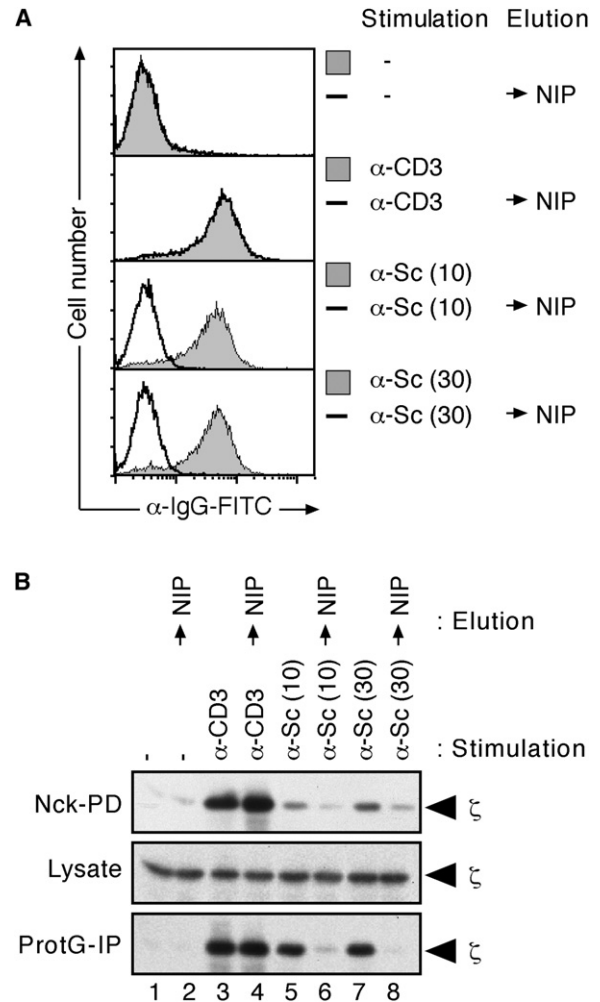 A
Stimulation Elution
-
- → NIP
α-CD3
α-CD3 → NIP
α-Sc (10)
α-Sc (10) → NIP
α-Sc (30)
α-Sc (30) → NIP
Cell number
α-IgG-FITC
B
→ NIP → NIP → NIP → NIP : Elution
- - α-CD3 α-CD3 α-Sc (10) α-Sc (10) α-Sc (30) α-Sc (30) : Stimulation
Nck-PD ζ
Lysate ζ
ProtG-IP ζ
1 2 3 4 5 6 7 8